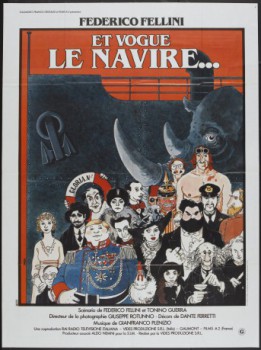 FEDERICO FELLINI
ET VOGUE
LE NAVIRE...
GLORIA N.
Scénario de FEDERICO FELLINI et TONINO GUERRA
Directeur de la photographie GIUSEPPE ROTUNNO - Décors de DANTE FERRETTI
Musique de GIANFRANCO PLENIZIO